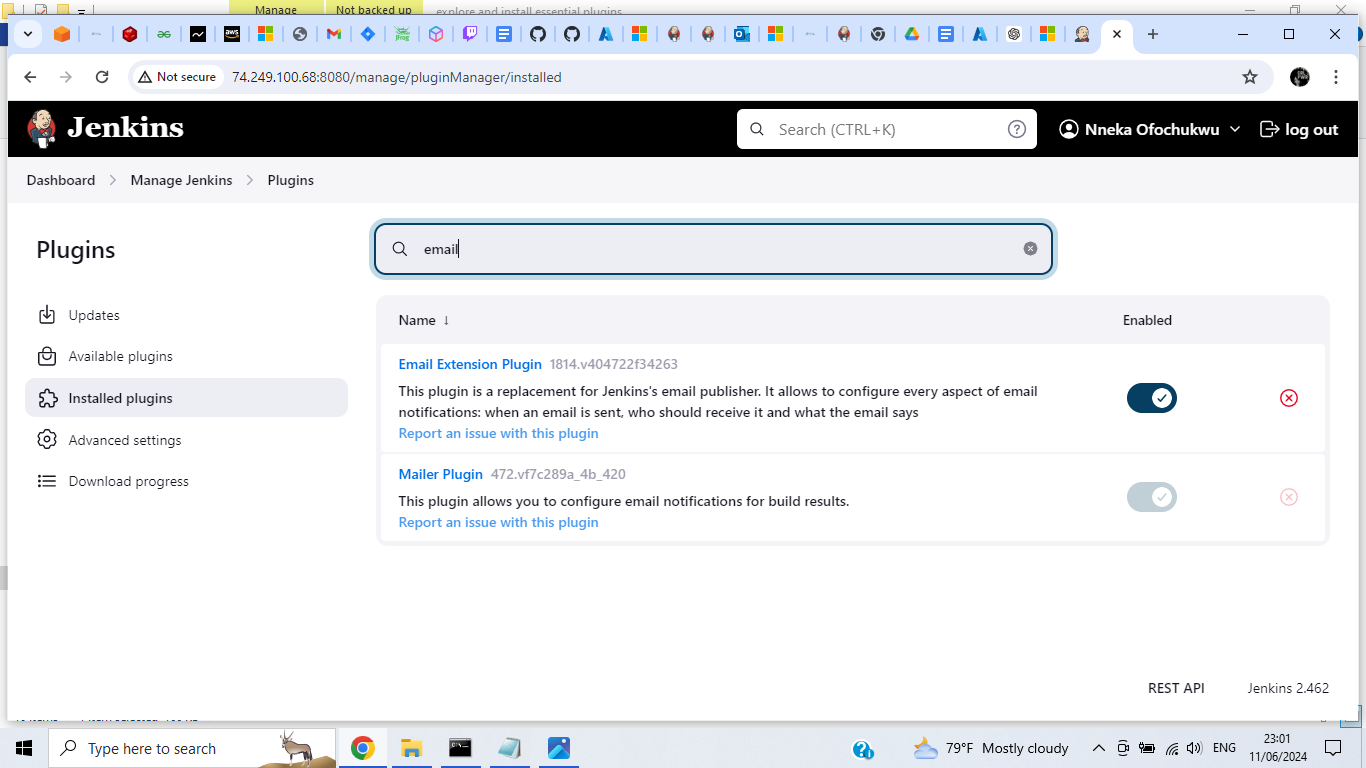 Manage
Not backed up
explore and install essential plugins
aws
Not secure
74.249.100.68:8080/manage/pluginManager/installed
Jenkins
Search (CTRL+K)
Nneka Ofochukwu
log out
Dashboard
Manage Jenkins
Plugins
Plugins
email
Updates
Available plugins
Installed plugins
Advanced settings
Download progress
Name ↓
Enabled
Email Extension Plugin 1814.v404722f34263
This plugin is a replacement for Jenkins's email publisher. It allows to configure every aspect of email
notifications: when an email is sent, who should receive it and what the email says
Report an issue with this plugin
Mailer Plugin 472.vf7c289a_4b_420
This plugin allows you to configure email notifications for build results.
Report an issue with this plugin
REST API
Jenkins 2.462
Type here to search
79°F Mostly cloudy
ENG
23:01
11/06/2024